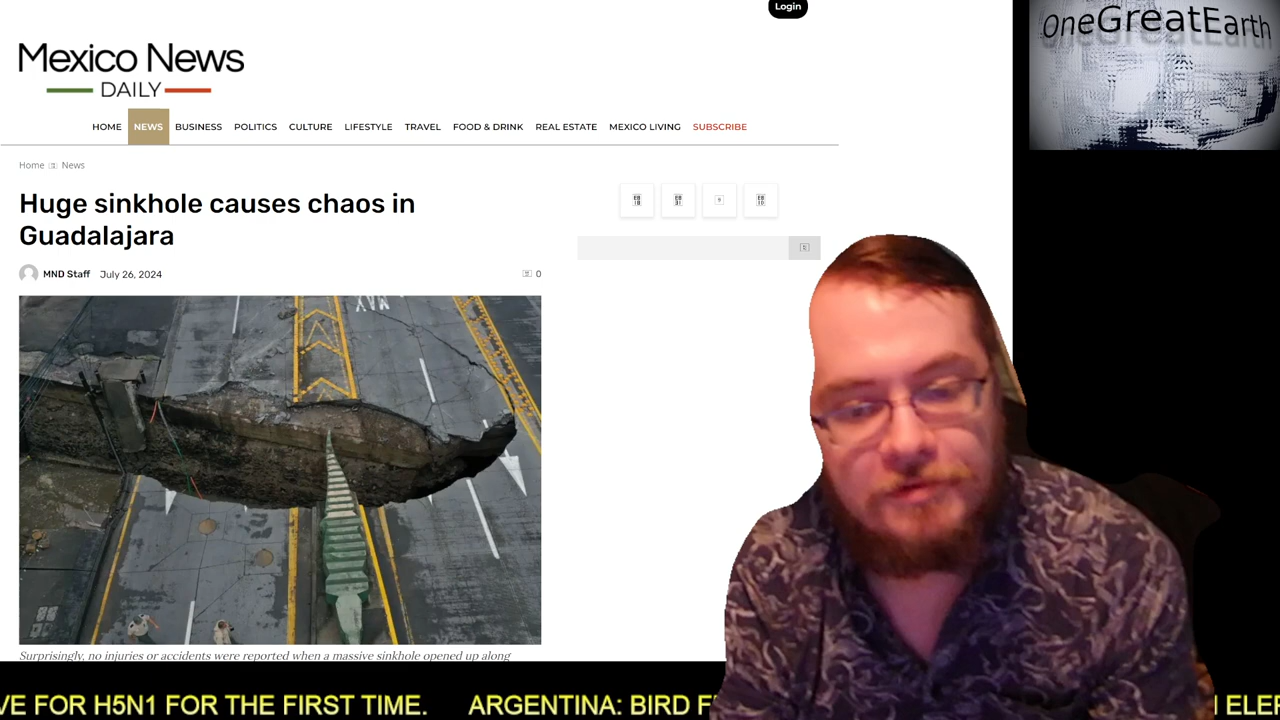 Login
OneGreatEarth
Mexico News
DAILY
HOME NEWS BUSINESS POLITICS CULTURE LIFESTYLE TRAVEL FOOD & DRINK REAL ESTATE MEXICO LIVING SUBSCRIBE
Home News
Huge sinkhole causes chaos in
Guadalajara
MND Staff July 26, 2024 0
Surprisingly, no injuries or accidents were reported when a massive sinkhole opened up along
FOR H5N1 FOR THE FIRST TIME. ARGENTINA: BIRD